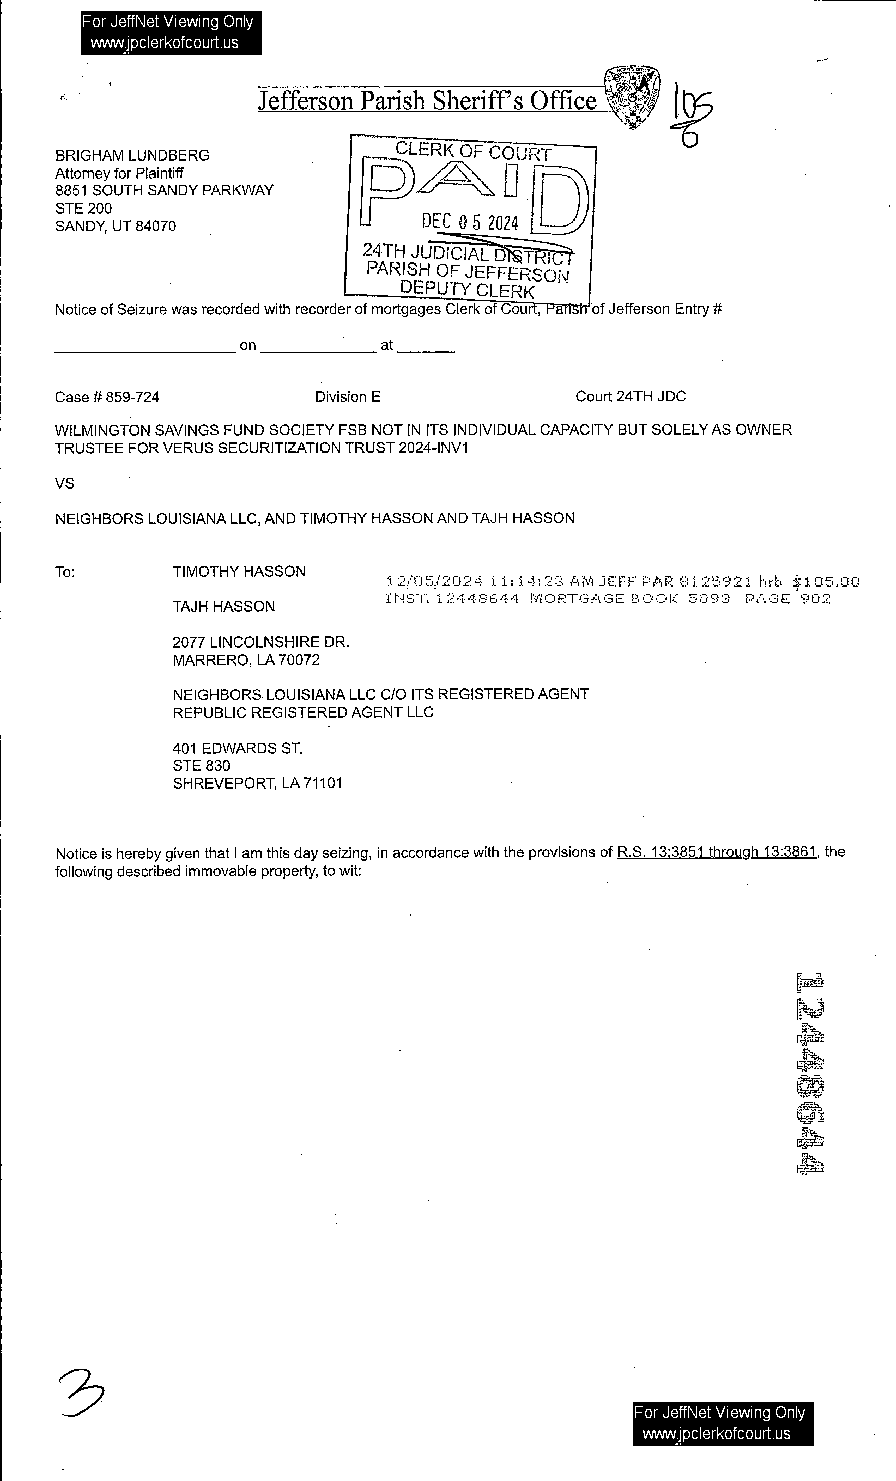 For JeffNet Viewing Only
www.jpclerkofcourt.us
Jefferson Parish Sheriff's Office
105
6
BRIGHAM LUNDBERG
Attorney for Plaintiff
8851 SOUTH SANDY PARKWAY
STE 200
SANDY, UT 84070
CLERK OF COURT
PAID
DEC 05 2024
24TH JUDICIAL DISTRICT
PARISH OF JEFFERSON
DEPUTY CLERK
Notice of Seizure was recorded with recorder of mortgages Clerk of Court, Parish of Jefferson Entry #
____________________ on _____________ at ______
Case # 859-724 Division E Court 24TH JDC
WILMINGTON SAVINGS FUND SOCIETY FSB NOT IN ITS INDIVIDUAL CAPACITY BUT SOLELY AS OWNER
TRUSTEE FOR VERUS SECURITIZATION TRUST 2024-INV1
VS
NEIGHBORS LOUISIANA LLC, AND TIMOTHY HASSON AND TAJH HASSON
To: TIMOTHY HASSON
12/05/2024 11:14:23 AM JEFF PAR 8128921 hrb $105.00
INST. 12448644 MORTGAGE BOOK 5093 PAGE 902
TAJH HASSON
2077 LINCOLNSHIRE DR.
MARRERO, LA 70072
NEIGHBORS LOUISIANA LLC C/O ITS REGISTERED AGENT
REPUBLIC REGISTERED AGENT LLC
401 EDWARDS ST.
STE 830
SHREVEPORT, LA 71101
Notice is hereby given that I am this day seizing, in accordance with the provisions of R.S. 13:3851 through 13:3861, the
following described immovable property, to wit:
12448644
3
For JeffNet Viewing Only
www.jpclerkofcourt.us